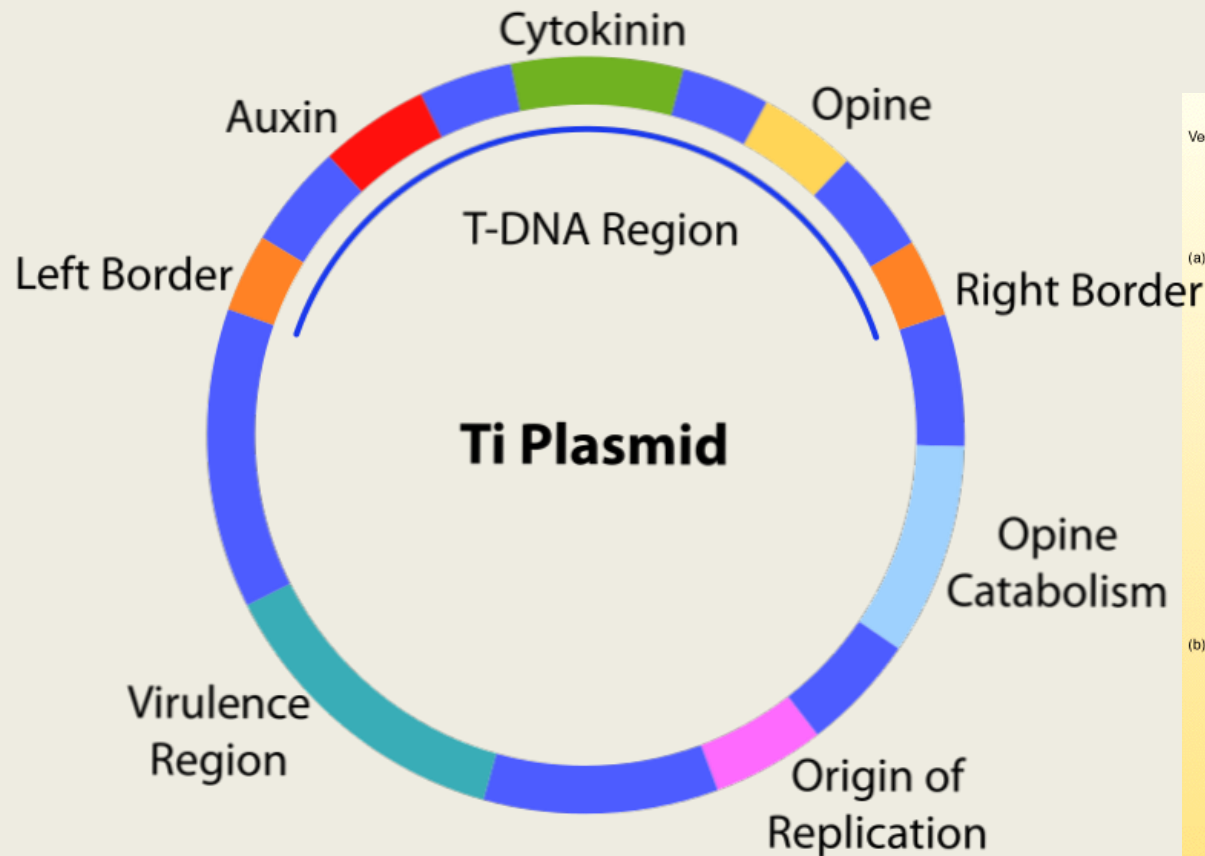 Cytokinin
Auxin
Opine
T-DNA Region
Left Border
Right Border
Ti Plasmid
Opine
Catabolism
Virulence
Region
Origin of
Replication
(a)
(b)